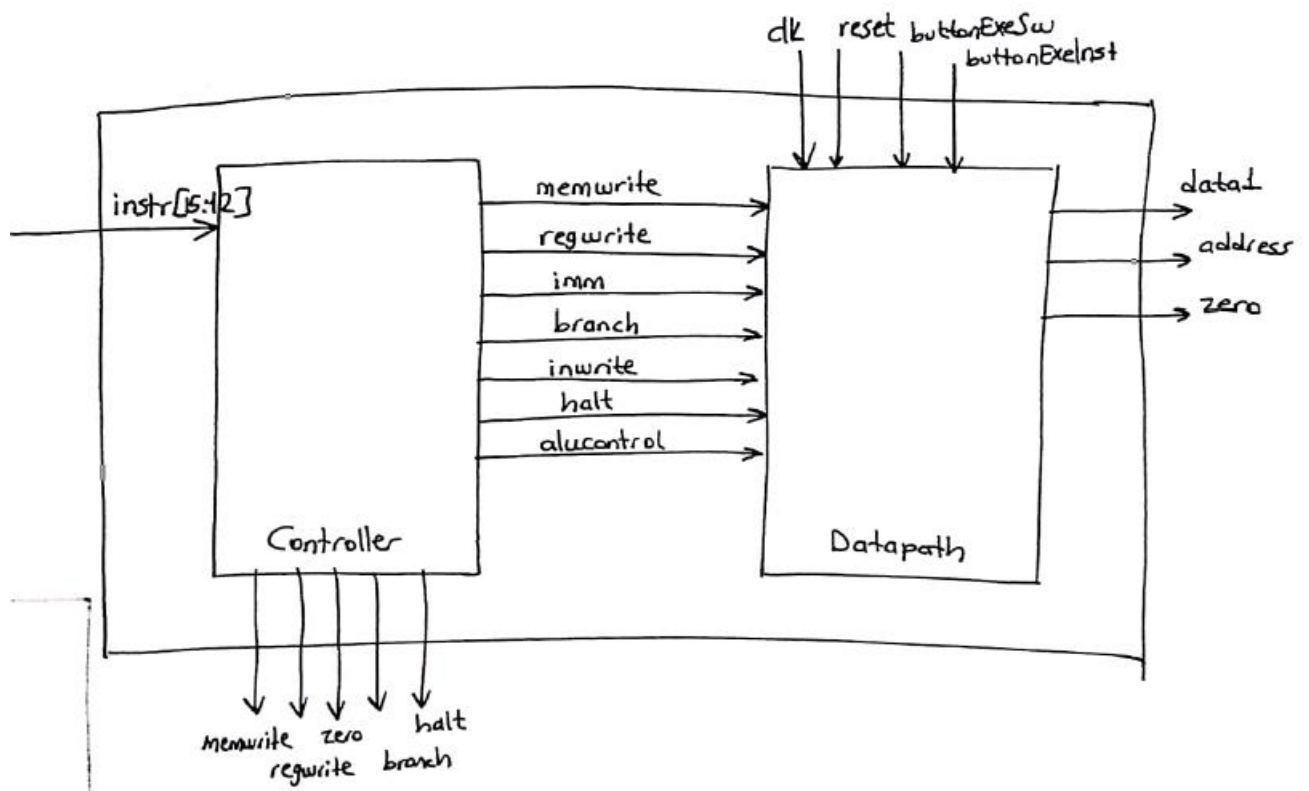 clk reset buttonExeSw
buttonExeInst
instr[15:12]
memwrite
regwrite
imm
branch
inwrite
halt
alucontrol
data1
address
zero
Controller
Datapath
memwrite zero halt
regwrite branch